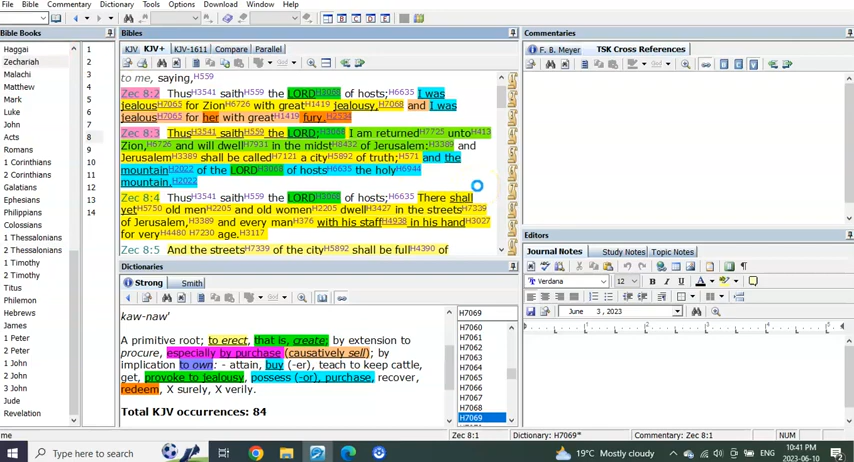 File Bible Commentary Dictionary Tools Options Download Window Help
B C D E
Bible Books
Haggai
Zechariah
Malachi
Matthew
Mark
Luke
John
Acts
Romans
1 Corinthians
2 Corinthians
Galatians
Ephesians
Philippians
Colossians
1 Thessalonians
2 Thessalonians
1 Timothy
2 Timothy
Titus
Philemon
Hebrews
James
1 Peter
2 Peter
1 John
2 John
3 John
Jude
Revelation
1
2
3
4
5
6
7
8
9
10
11
12
13
14
Bibles
KJV KJV+ KJV-1611 Compare Parallel
to me, saying,H559
Zec 8:2 ThusH3541 saithH559 the LORDH3068 of hosts;H6635 I was
jealousH7065 for ZionH6726 with greatH1419 jealousy,H7068 and I was
jealousH7065 for her with greatH1419 fury.H2534
Zec 8:3 ThusH3541 saithH559 the LORD;H3068 I am returnedH7725 untoH413
Zion,H6726 and will dwellH7931 in the midstH8432 of Jerusalem:H3389 and
JerusalemH3389 shall be calledH7121 a cityH5892 of truth;H571 and the
mountainH2022 of the LORDH3068 of hostsH6635 the holyH6944
mountain.H2022
Zec 8:4 ThusH3541 saithH559 the LORDH3068 of hosts;H6635 There shall
yetH5750 old menH2205 and old womenH2205 dwellH3427 in the streetsH7339
of Jerusalem,H3389 and every manH376 with his staffH4938 in his handH3027
for veryH4480 H7230 age.H3117
Zec 8:5 And the streetsH7339 of the cityH5892 shall be fullH4390 of
Dictionaries
Strong Smith
kaw-naw'
A primitive root; to erect, that is, create; by extension to
procure, especially by purchase (causatively sell); by
implication to own: - attain, buy (-er), teach to keep cattle,
get, provoke to jealousy, possess (-or), purchase, recover,
redeem, X surely, X verily.
Total KJV occurrences: 84
H7069
H7060
H7061
H7062
H7063
H7064
H7065
H7066
H7067
H7068
H7069
Commentaries
F. B. Meyer TSK Cross References
Editors
Journal Notes Study Notes Topic Notes
Verdana 12 B I U
June 3, 2023
1 2 3 4 5
me Zec 8:1 Dictionary: H7069* Commentary: Zec 8:1 NUM
Type here to search 19°C Mostly cloudy ENG 10:41 PM
2023-06-10 2